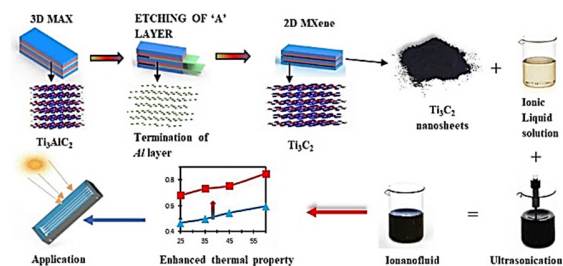 3D MAX
ETCHING OF ‘A’
LAYER
2D MXene
Ti₃AlC₂
Termination of
Al layer
Ti₃C₂
Ti₃C₂
nanosheets
+
Ionic
Liquid
solution
+
Application
0.8
0.6
0.4
25 35 45 55
Enhanced thermal property
Ionanofluid
=
Ultrasonication